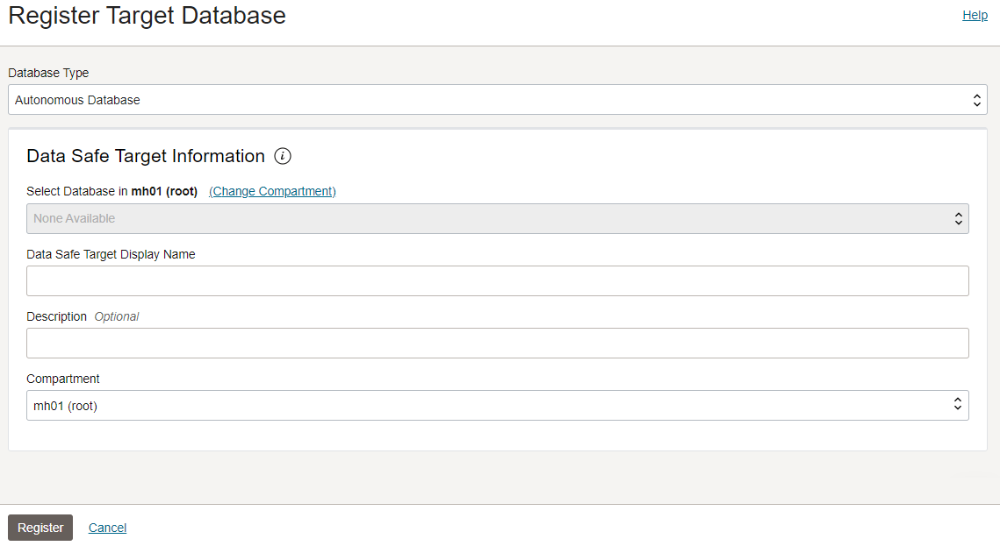 Register Target Database
Help
Database Type
Autonomous Database
Data Safe Target Information i
Select Database in mh01 (root) (Change Compartment)
None Available
Data Safe Target Display Name
Description Optional
Compartment
mh01 (root)
Register Cancel